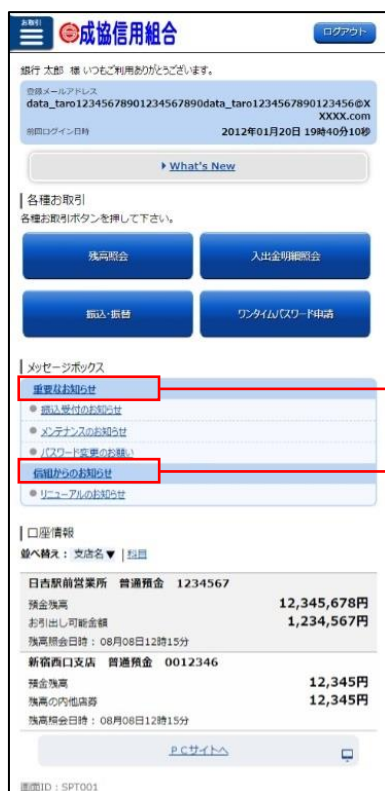 お取引
成協信用組合
ログアウト
銀行 太郎 様 いつもご利用ありがとうございます。
登録メールアドレス
data_taro12345678901234567890data_taro1234567890123456@X
XXXX.com
前回ログイン日時
2012年01月20日 19時40分10秒
What's New
各種お取引
各種お取引ボタンを押して下さい。
残高照会
入出金明細照会
振込・振替
ワンタイムパスワード申請
メッセージボックス
重要なお知らせ
振込受付のお知らせ
メンテナンスのお知らせ
パスワード変更のお願い
信組からのお知らせ
リニューアルのお知らせ
口座情報
並べ替え： 支店名▼ | 科目
日吉駅前営業所 普通預金 1234567
預金残高 12,345,678円
お引出し可能金額 1,234,567円
残高照会日時：08月08日12時15分
新宿西口支店 普通預金 0012346
預金残高 12,345円
残高の内他店券 12,345円
残高照会日時：08月08日12時15分
ＰＣサイトへ
画面ID：SPT001